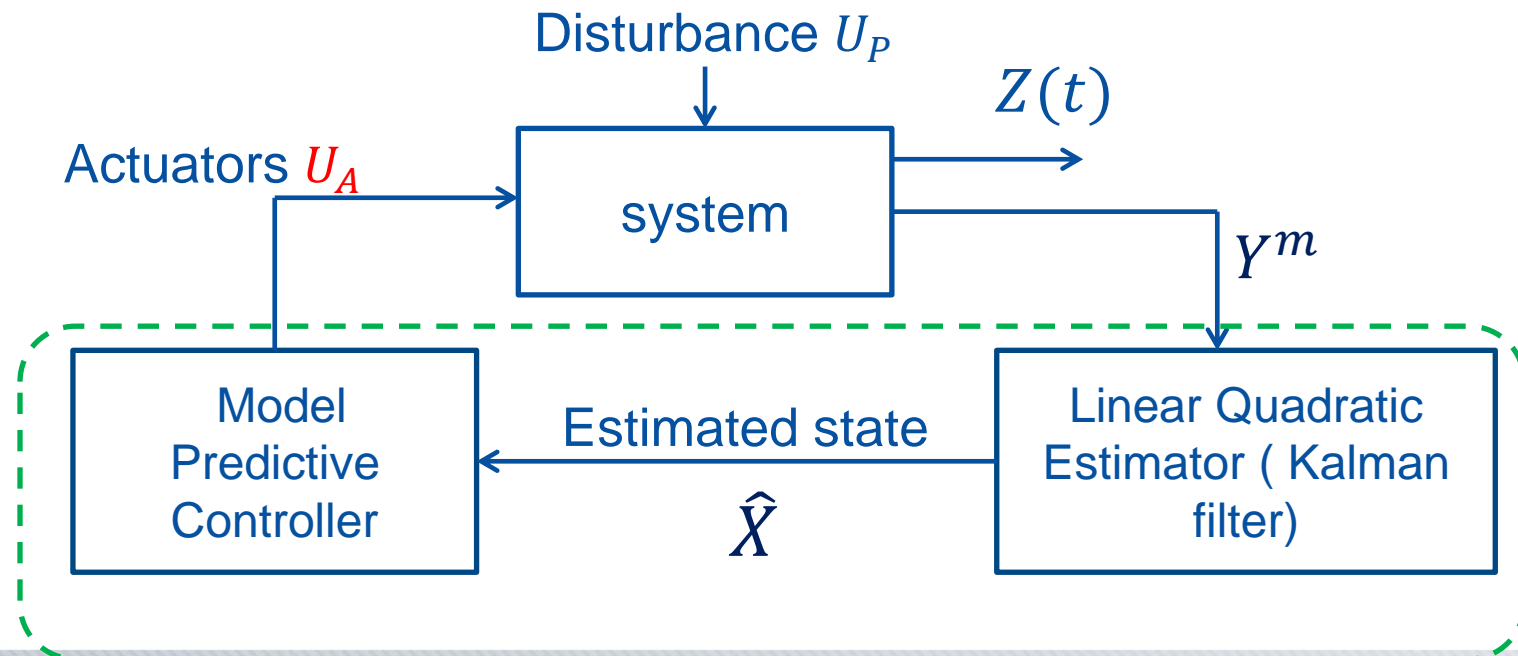 Disturbance U_P
Z(t)
Actuators U_A
system
Y^m
Model
Predictive
Controller
Estimated state
X̂
Linear Quadratic
Estimator ( Kalman
filter)